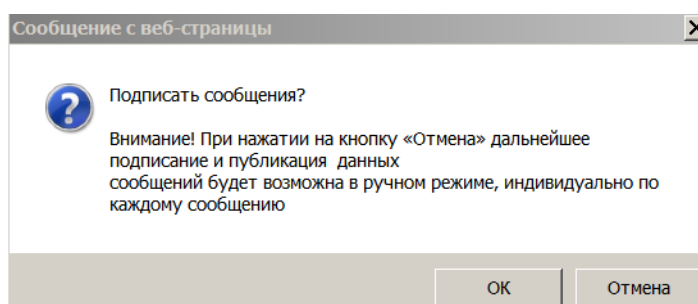 Сообщение с веб-страницы
Подписать сообщения?
Внимание! При нажатии на кнопку «Отмена» дальнейшее
подписание и публикация данных
сообщений будет возможна в ручном режиме, индивидуально по
каждому сообщению
ОК
Отмена